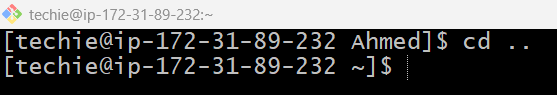 techie@ip-172-31-89-232:~
[techie@ip-172-31-89-232 Ahmed]$ cd ..
[techie@ip-172-31-89-232 ~]$